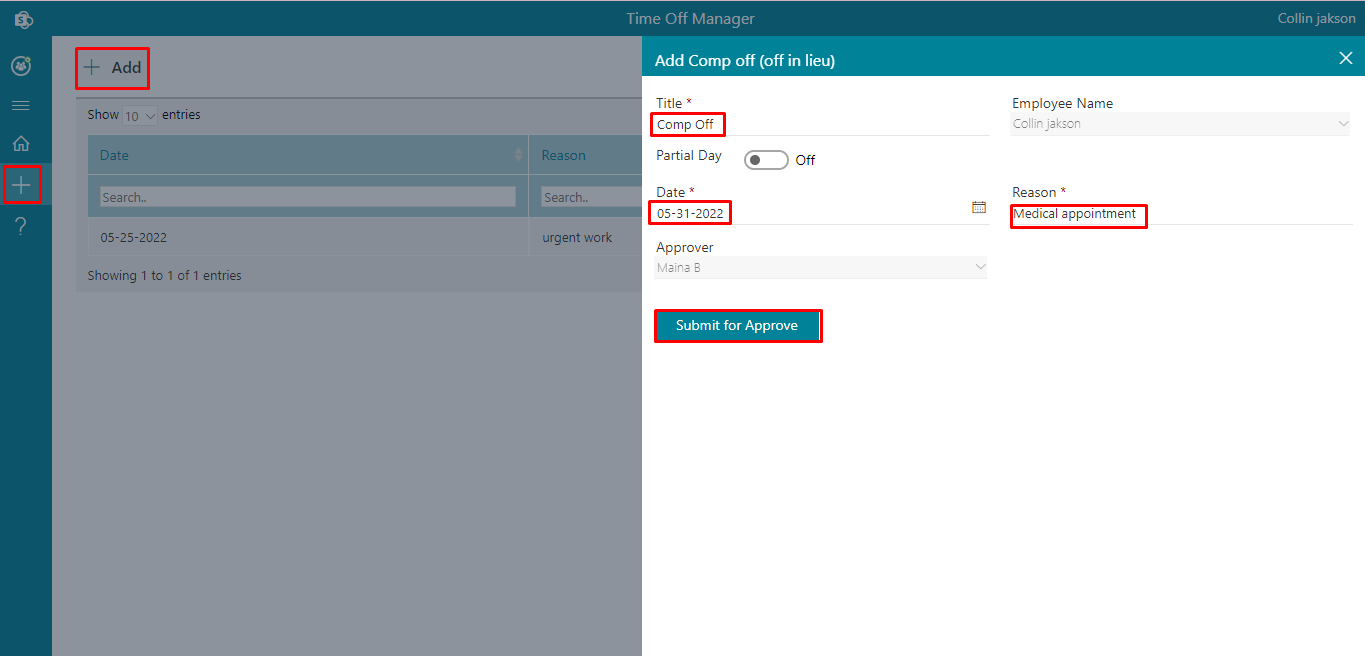 Time Off Manager
Collin jakson
Add
Show 10 entries
Date
Reason
Search..
Search..
05-25-2022
urgent work
Showing 1 to 1 of 1 entries
Add Comp off (off in lieu)
Title *
Employee Name
Comp Off
Collin jakson
Partial Day
Off
Date *
Reason *
05-31-2022
Medical appointment
Approver
Maina B
Submit for Approve